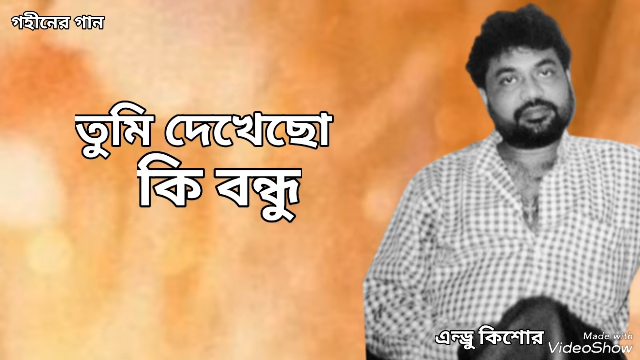 গহীনের গান
তুমি দেখেছো
কি বন্ধু
এন্ড্রু কিশোর
Made with
VideoShow